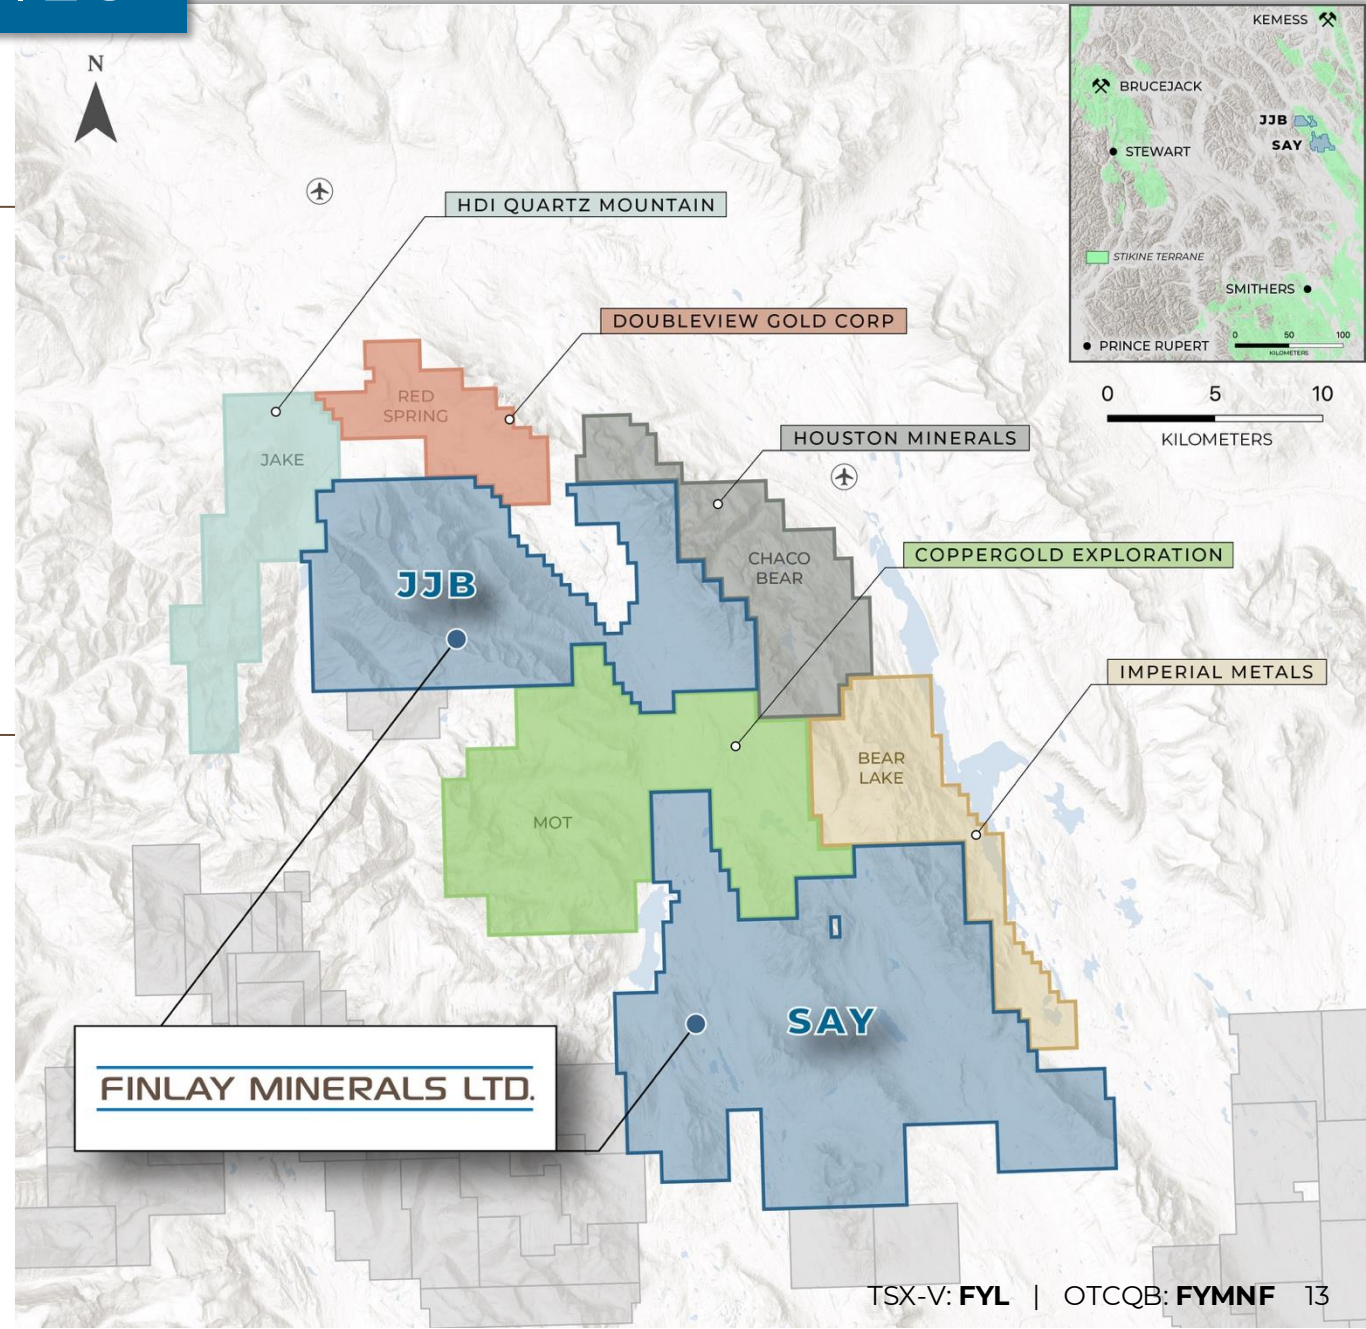 N
KEMESS
BRUCEJACK
JJB
SAY
STEWART
STIKINE TERRANE
SMITHERS
0 50 100
KILOMETERS
PRINCE RUPERT
HDI QUARTZ MOUNTAIN
DOUBLEVIEW GOLD CORP
0 5 10
KILOMETERS
RED
SPRING
HOUSTON MINERALS
JAKE
COPPERGOLD EXPLORATION
CHACO
BEAR
JJB
IMPERIAL METALS
BEAR
LAKE
MOT
SAY
FINLAY MINERALS LTD.
TSX-V: FYL | OTCQB: FYMNF 13